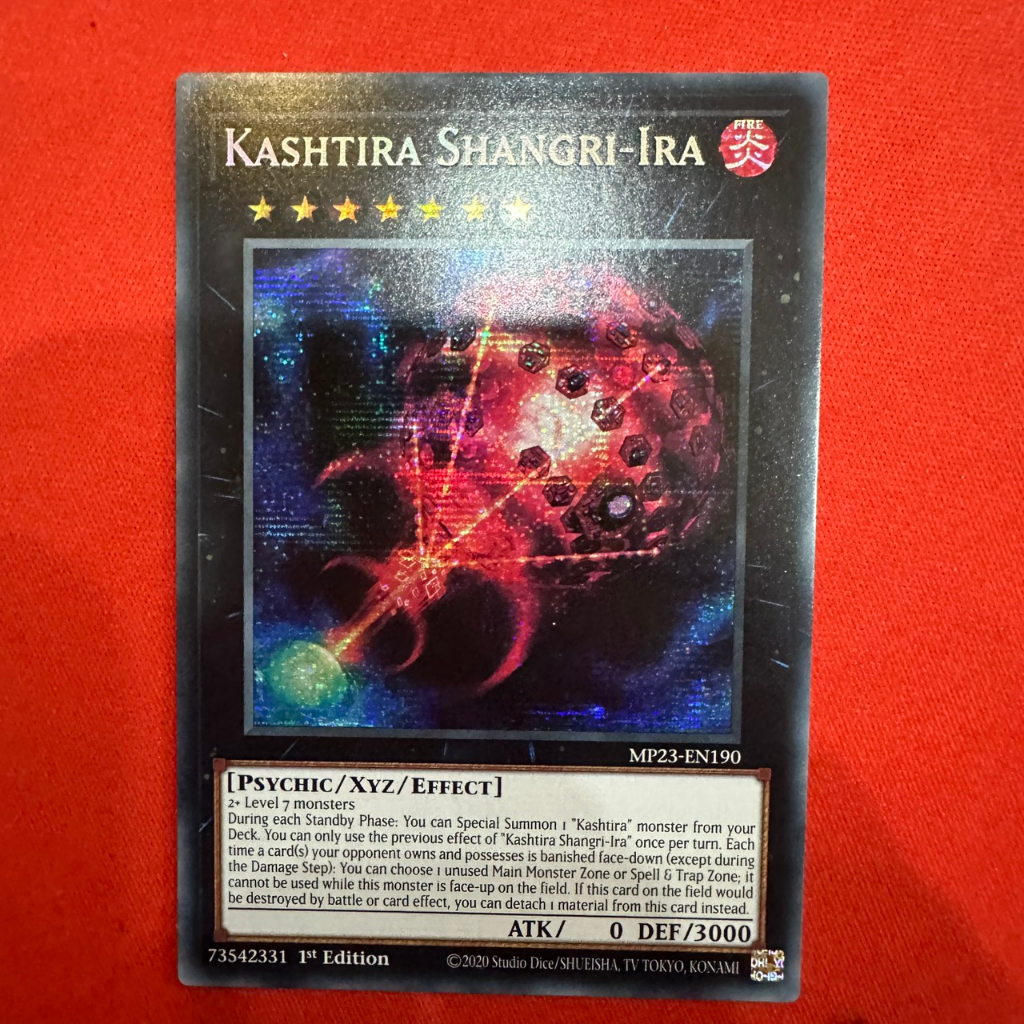 Kashtira Shangri-Ira
FIRE
炎
MP23-EN190
[Psychic/Xyz/Effect]
2+ Level 7 monsters
During each Standby Phase: You can Special Summon 1 "Kashtira" monster from your
Deck. You can only use the previous effect of "Kashtira Shangri-Ira" once per turn. Each
time a card(s) your opponent owns and possesses is banished face-down (except during
the Damage Step): You can choose 1 unused Main Monster Zone or Spell & Trap Zone; it
cannot be used while this monster is face-up on the field. If this card on the field would
be destroyed by battle or card effect, you can detach 1 material from this card instead.
ATK/ 0 DEF/3000
73542331 1st Edition
©2020 Studio Dice/SHUEISHA, TV TOKYO, KONAMI